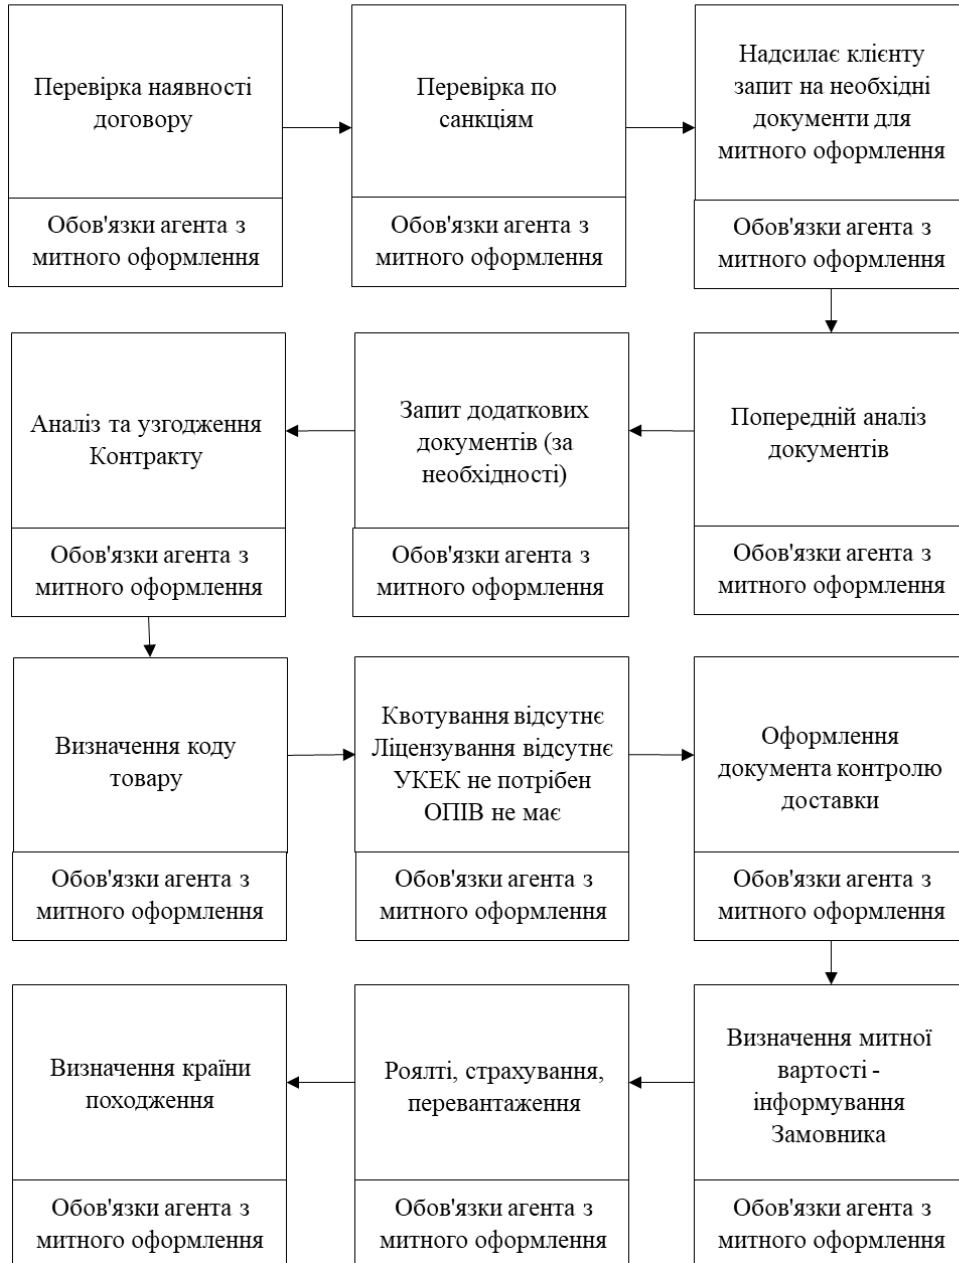 Перевірка наявності
договору
Обов'язки агента з
митного оформлення
Перевірка по
санкціям
Обов'язки агента з
митного оформлення
Надсилає клієнту
запит на необхідні
документи для
митного оформлення
Обов'язки агента з
митного оформлення
Попередній аналіз
документів
Обов'язки агента з
митного оформлення
Запит додаткових
документів (за
необхідності)
Обов'язки агента з
митного оформлення
Аналіз та узгодження
Контракту
Обов'язки агента з
митного оформлення
Визначення коду
товару
Обов'язки агента з
митного оформлення
Квотування відсутнє
Ліцензування відсутнє
УКЕК не потрібен
ОПІВ не має
Обов'язки агента з
митного оформлення
Оформлення
документа контролю
доставки
Обов'язки агента з
митного оформлення
Визначення митної
вартості -
інформування
Замовника
Обов'язки агента з
митного оформлення
Роялті, страхування,
перевантаження
Обов'язки агента з
митного оформлення
Визначення країни
походження
Обов'язки агента з
митного оформлення